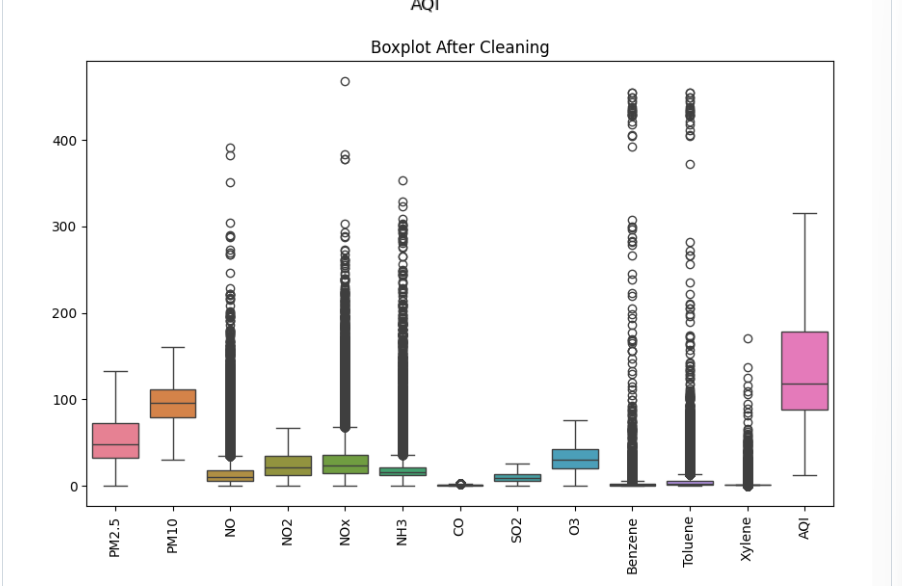 AQI
Boxplot After Cleaning
400
300
200
100
0
PM2.5
PM10
NO
NO2
NOx
NH3
CO
SO2
O3
Benzene
Toluene
Xylene
AQI